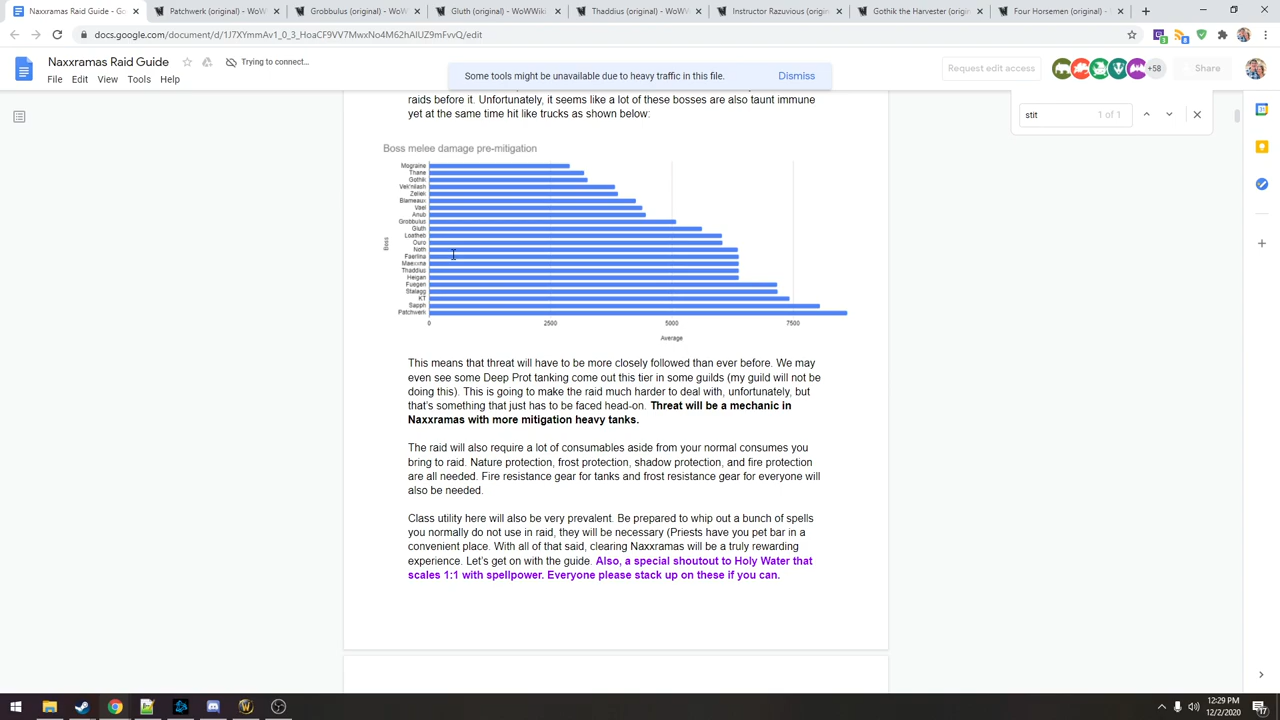 Naxxramas Raid Guide - Go
Patchwerk (original) - WoW
Grobbulus (original) - WoW
Gluth (original) - WoWWiki
Thaddius (original) - WoWW
Instructor Razuvious (origin
Gothik the Harvester (origin
Four Horsemen (original) -
docs.google.com/document/d/1J7XYmmAv1_0_3_HoaCF9VV7MwxNo4M62hAIUZ9mFvvQ/edit
Naxxramas Raid Guide
Trying to connect...
File Edit View Tools Help
Some tools might be unavailable due to heavy traffic in this file. Dismiss
Request edit access
+58
Share
stit 1 of 1
raids before it. Unfortunately, it seems like a lot of these bosses are also taunt immune
yet at the same time hit like trucks as shown below:
Boss melee damage pre-mitigation
Boss
Mograine
Thane
Gothik
Vek'nilash
Zeliek
Blameaux
Vael
Anub
Grobbulus
Gluth
Loatheb
Ouro
Noth
Faerlina
Maexxna
Thaddius
Heigan
Fuegen
Stalagg
KT
Sapph
Patchwerk
0 2500 5000 7500
Average
This means that threat will have to be more closely followed than ever before. We may
even see some Deep Prot tanking come out this tier in some guilds (my guild will not be
doing this). This is going to make the raid much harder to deal with, unfortunately, but
that's something that just has to be faced head-on. Threat will be a mechanic in
Naxxramas with more mitigation heavy tanks.
The raid will also require a lot of consumables aside from your normal consumes you
bring to raid. Nature protection, frost protection, shadow protection, and fire protection
are all needed. Fire resistance gear for tanks and frost resistance gear for everyone will
also be needed.
Class utility here will also be very prevalent. Be prepared to whip out a bunch of spells
you normally do not use in raid, they will be necessary (Priests have you pet bar in a
convenient place. With all of that said, clearing Naxxramas will be a truly rewarding
experience. Let's get on with the guide. Also, a special shoutout to Holy Water that
scales 1:1 with spellpower. Everyone please stack up on these if you can.
12:29 PM
12/2/2020
17